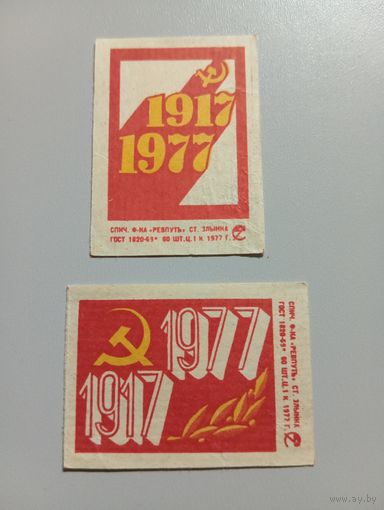 1917
1977
СПИЧ. Ф-КА «РЕВПУТЬ» СТ. ЗЛЫНКА
ГОСТ 1820-69* 60 ШТ.Ц.1 К 1977 Г.
1977
1917
СПИЧ. Ф-КА «РЕВПУТЬ» СТ. ЗЛЫНКА
ГОСТ 1820-69* 60 ШТ.Ц.1 К 1977 Г.
www.ay.by